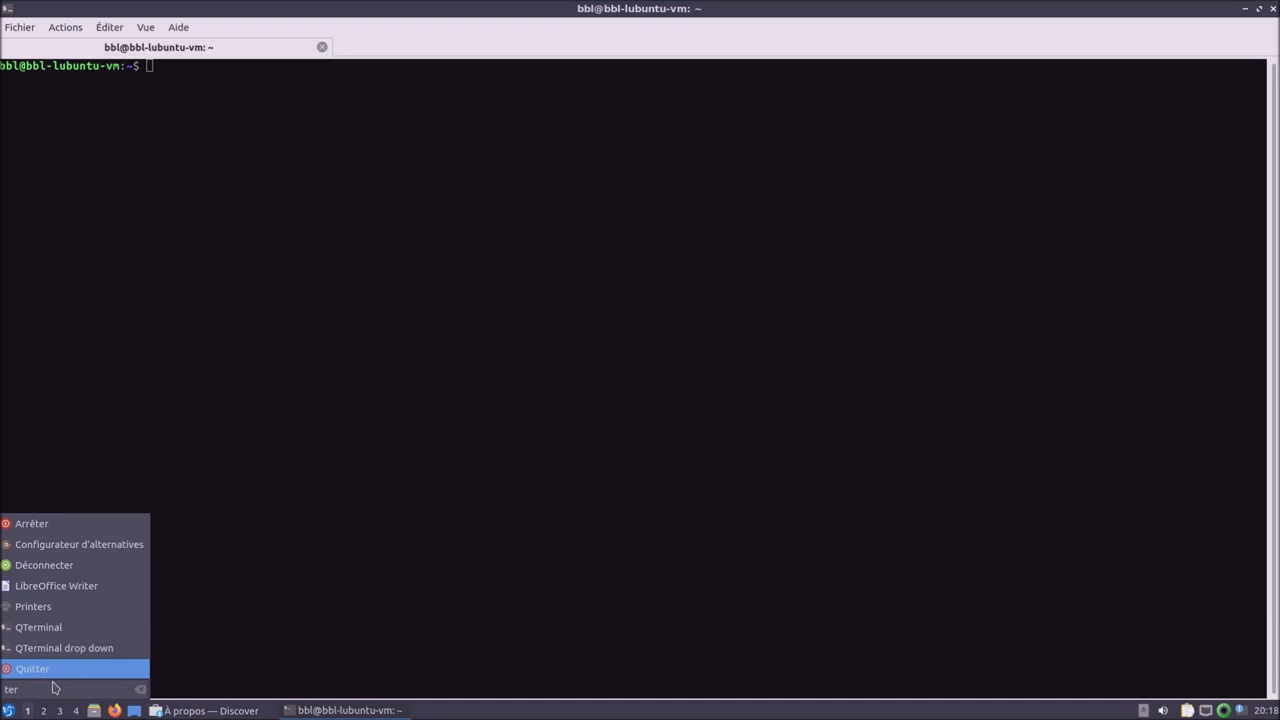 bbl@bbl-lubuntu-vm: ~
Fichier Actions Éditer Vue Aide
bbl@bbl-lubuntu-vm: ~
bbl@bbl-lubuntu-vm:~$
Arrêter
Configurateur d'alternatives
Déconnecter
LibreOffice Writer
Printers
QTerminal
QTerminal drop down
Quitter
ter
1 2 3 4 À propos — Discover bbl@bbl-lubuntu-vm: ~ 20:18